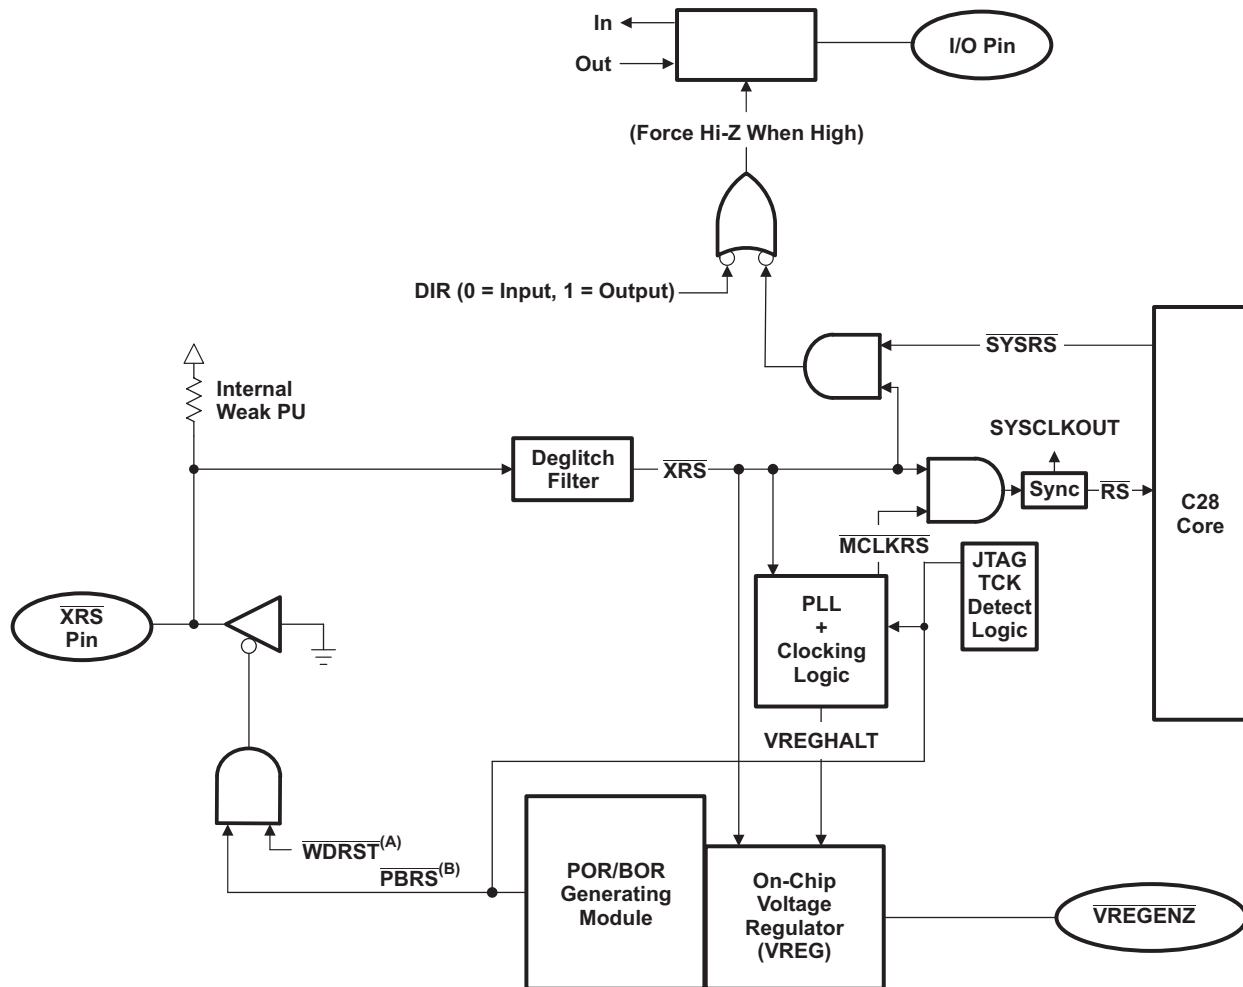 In
Out
I/O Pin
(Force Hi-Z When High)
DIR (0 = Input, 1 = Output)
SYSRS
Internal
Weak PU
SYSCLKOUT
Deglitch
Filter
XRS
Sync
RS
C28
Core
MCLKRS
JTAG
TCK
Detect
Logic
XRS
Pin
PLL
+
Clocking
Logic
VREGHALT
WDRST(A)
PBRS(B)
POR/BOR
Generating
Module
On-Chip
Voltage
Regulator
(VREG)
VREGENZ